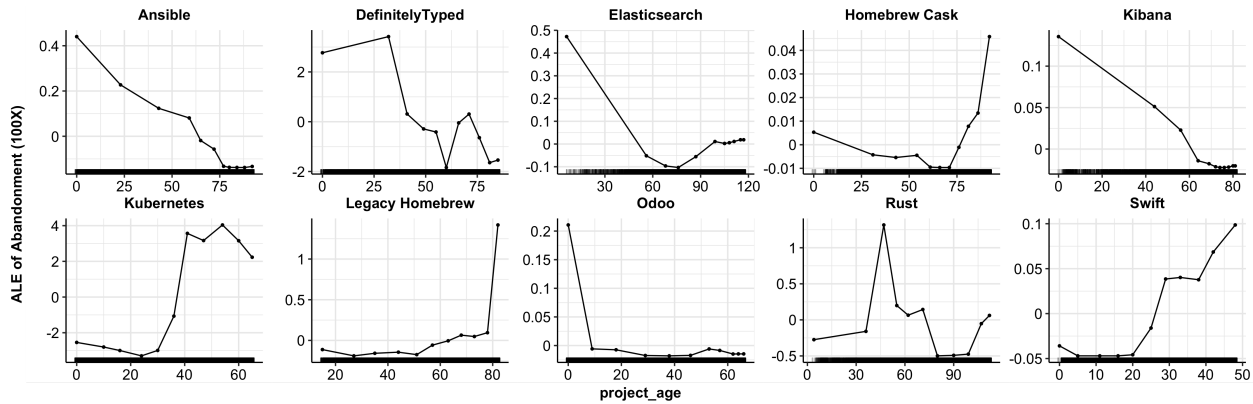 Ansible DefinitelyTyped Elasticsearch Homebrew Cask Kibana
0.4 0.2 0
2 0 -2
0.5 0.4 0.3 0.2 0.1 0 -0.1
0.04 0.03 0.02 0.01 0 -0.01
0.1 0.05 0
0 25 50 75 0 25 50 75 30 60 90 120 0 25 50 75 0 20 40 60 80
Kubernetes Legacy Homebrew Odoo Rust Swift
4 2 0 -2
1 0.5 0
0.2 0.15 0.1 0.05 0
1 0.5 0 -0.5
0.1 0.05 0 -0.05
0 20 40 60 20 40 60 80 0 20 40 60 0 30 60 90 0 10 20 30 40 50
ALE of Abandonment (100X)
project_age